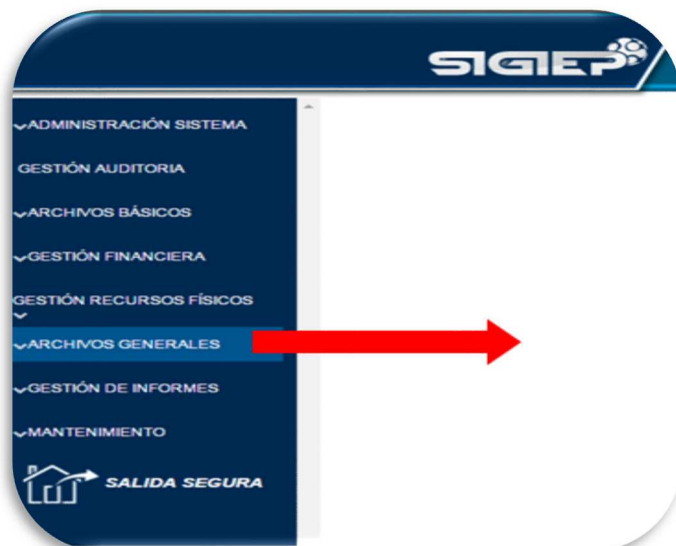 SIGIEP
ADMINISTRACIÓN SISTEMA
GESTIÓN AUDITORIA
ARCHIVOS BÁSICOS
GESTIÓN FINANCIERA
GESTIÓN RECURSOS FÍSICOS
ARCHIVOS GENERALES
GESTIÓN DE INFORMES
MANTENIMIENTO
SALIDA SEGURA